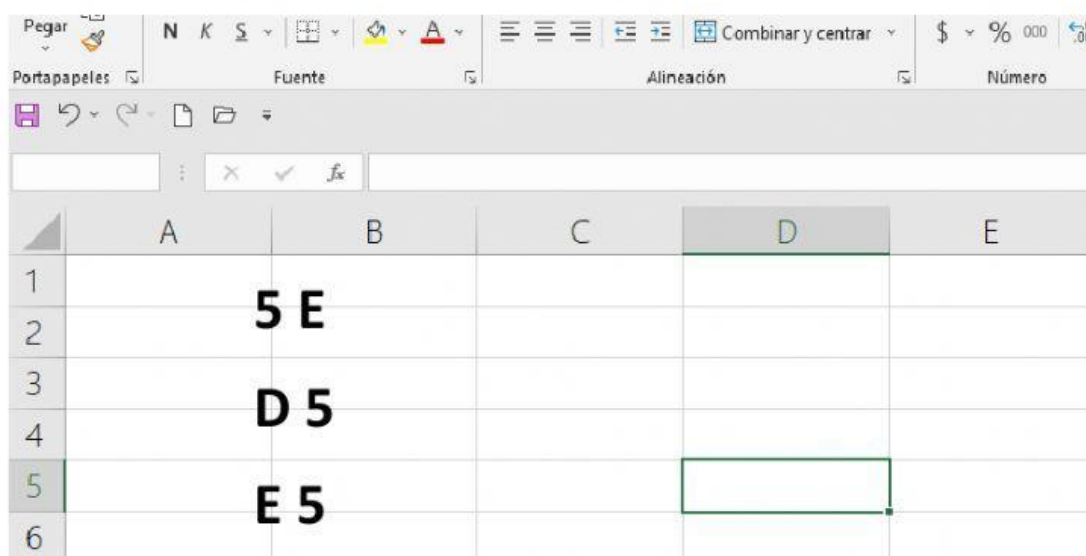 Pegar
N K S A Combinar y centrar $ % 000
Portapapeles Fuente Alineación Número
fx
A B C D E
1
5 E
2
3
D 5
4
5
E 5
6